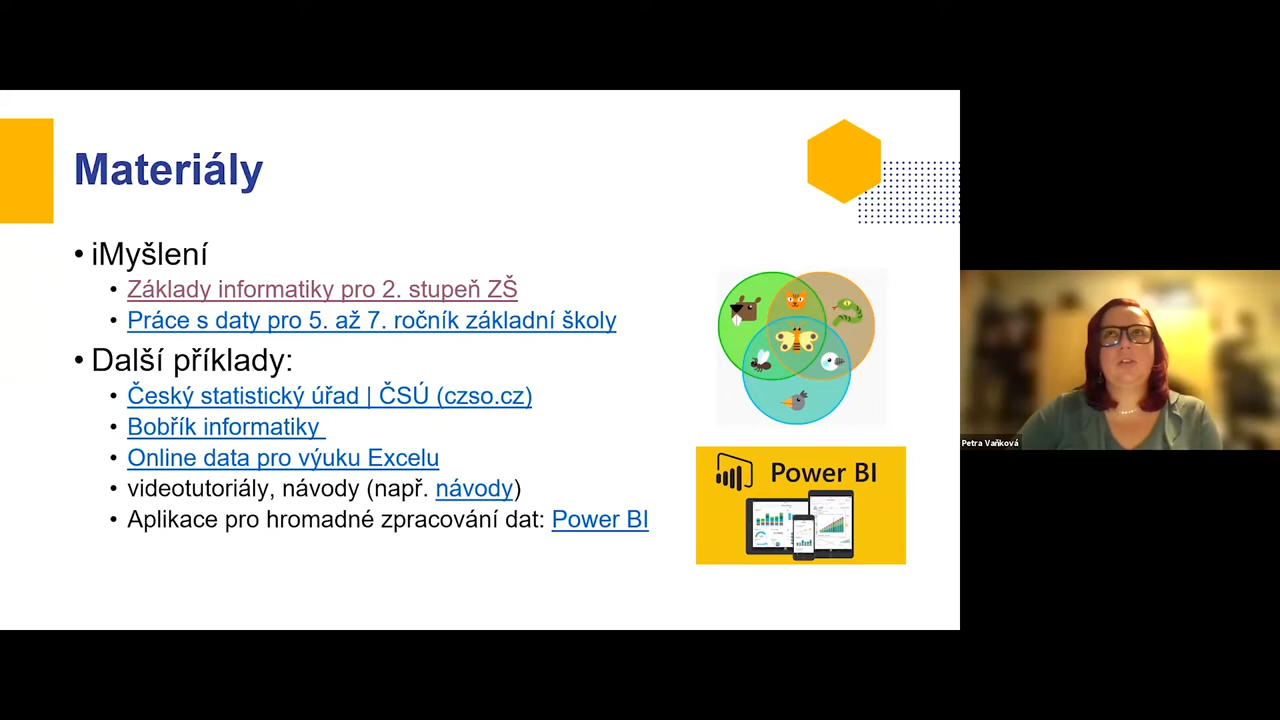 Materiály
• iMyšlení
• Základy informatiky pro 2. stupeň ZŠ
• Práce s daty pro 5. až 7. ročník základní školy
• Další příklady:
• Český statistický úřad | ČSÚ (czso.cz)
• Bobřík informatiky
• Online data pro výuku Excelu
• videotutoriály, návody (např. návody)
• Aplikace pro hromadné zpracování dat: Power BI
Power BI
Petra Vaňková